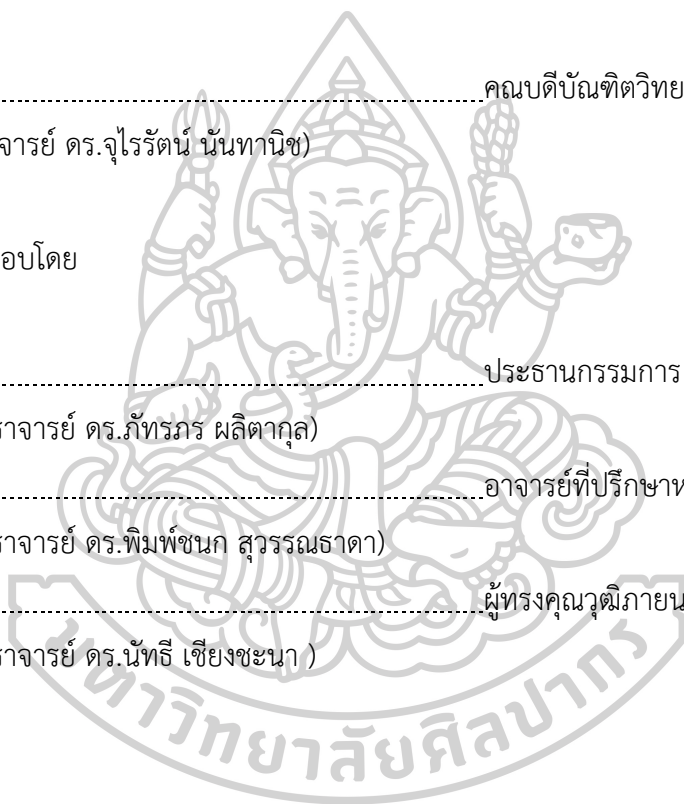 คณบดีบัณฑิตวิทย
จารย์ ดร.จุไรรัตน์ นันทานิช)
อบโดย
ประธานกรรมการ
ราจารย์ ดร.ภัทรภร ผลิตากุล)
อาจารย์ที่ปรึกษาห
ราจารย์ ดร.พิมพ์ชนก สุวรรณธาดา)
ผู้ทรงคุณวุฒิภายน
ราจารย์ ดร.นัทธี เชียงชะนา )
มหาวิทยาลัยศิลปากร